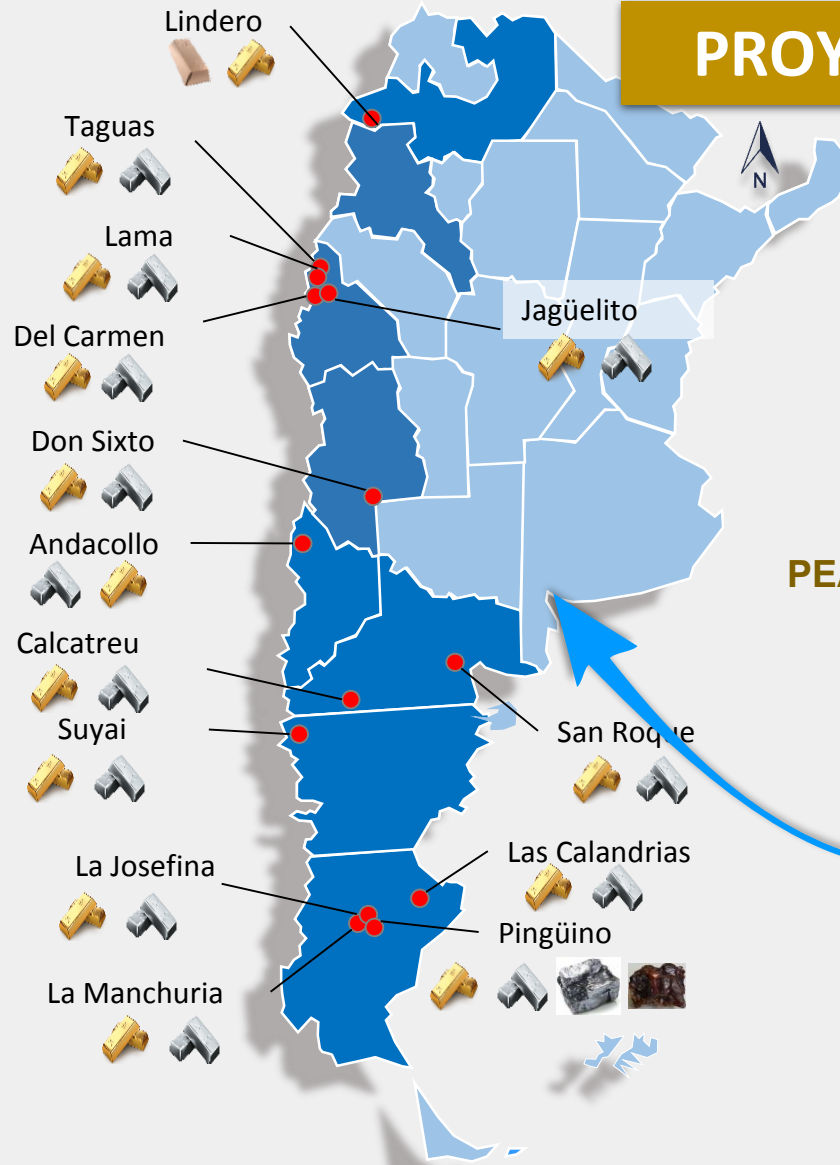 PROY
Lindero
Taguas
N
Lama
Jagüelito
Del Carmen
Don Sixto
Andacollo
PEA
Calcatreu
Suyai
San Roque
La Josefina
Las Calandrias
Pingüino
La Manchuria